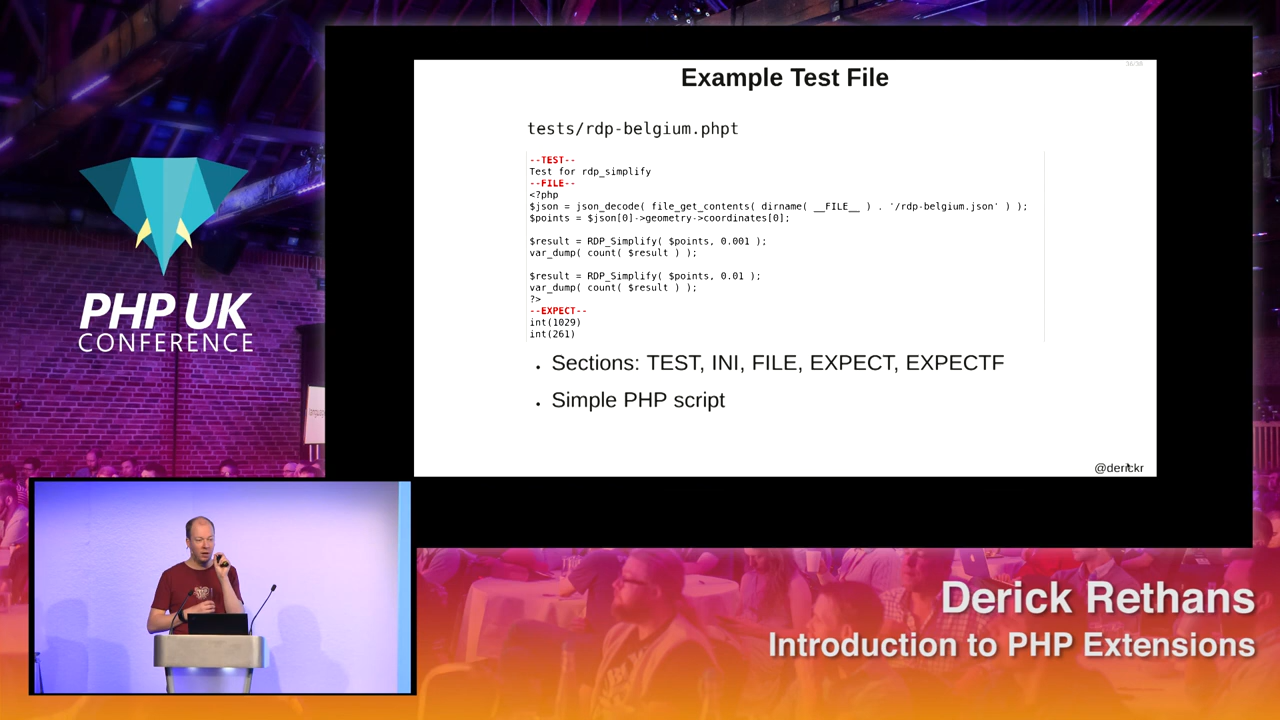 Example Test File
tests/rdp-belgium.phpt
--TEST--
Test for rdp_simplify
--FILE--
<?php
$json = json_decode( file_get_contents( dirname( __FILE__ ) . '/rdp-belgium.json' ) );
$points = $json[0]->geometry->coordinates[0];
$result = RDP_Simplify( $points, 0.001 );
var_dump( count( $result ) );
$result = RDP_Simplify( $points, 0.01 );
var_dump( count( $result ) );
?>
--EXPECT--
int(1029)
int(261)
• Sections: TEST, INI, FILE, EXPECT, EXPECTF
• Simple PHP script
@derickr
PHP UK
CONFERENCE
Derick Rethans
Introduction to PHP Extensions